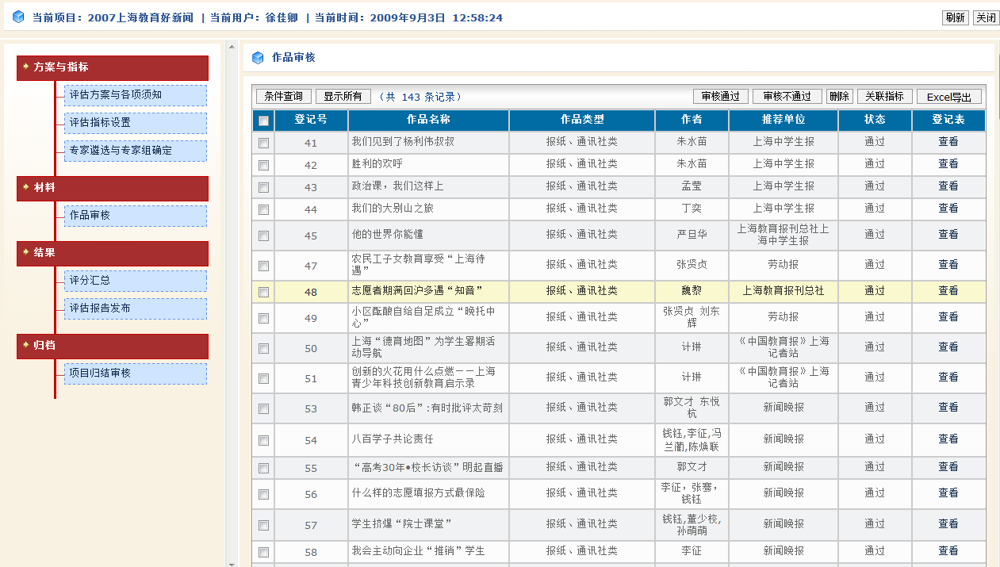 当前项目：2007上海教育好新闻 | 当前用户：徐佳卿 | 当前时间：2009年9月3日 12:58:24
刷新 关闭
方案与指标
评估方案与各项须知
评估指标设置
专家遴选与专家组确定
材料
作品审核
结果
评分汇总
评估报告发布
归档
项目归结审核
作品审核
条件查询 显示所有 （共 143 条记录） 审核通过 审核不通过 删除 关联指标 Excel导出
登记号 作品名称 作品类型 作者 推荐单位 状态 登记表
41 我们见到了杨利伟叔叔 报纸、通讯社类 朱水苗 上海中学生报 通过 查看
42 胜利的欢呼 报纸、通讯社类 朱水苗 上海中学生报 通过 查看
43 政治课，我们这样上 报纸、通讯社类 孟莹 上海中学生报 通过 查看
44 我们的大别山之旅 报纸、通讯社类 丁奕 上海中学生报 通过 查看
45 他的世界你能懂 报纸、通讯社类 严旦华 上海教育报刊总社上
海中学生报 通过 查看
47 农民工子女教育享受“上海待
遇” 报纸、通讯社类 张贤贞 劳动报 通过 查看
48 志愿者期满回沪多遇“知音” 报纸、通讯社类 魏黎 上海教育报刊总社 通过 查看
49 小区酝酿自给自足成立“晚托中
心” 报纸、通讯社类 张贤贞 刘东
辉 劳动报 通过 查看
50 上海“德育地图”为学生暑期活
动导航 报纸、通讯社类 计琳 《中国教育报》上海
记者站 通过 查看
51 创新的火花用什么点燃——上海
青少年科技创新教育启示录 报纸、通讯社类 计琳 《中国教育报》上海
记者站 通过 查看
53 韩正谈“80后”:有时批评太苛刻 报纸、通讯社类 郭文才 东悦
杭 新闻晚报 通过 查看
54 八百学子共论责任 报纸、通讯社类 钱钰,李征,冯
兰蔺,陈焕联 新闻晚报 通过 查看
55 “高考30年•校长访谈”明起直播 报纸、通讯社类 郭文才 新闻晚报 通过 查看
56 什么样的志愿填报方式最保险 报纸、通讯社类 李征，张骞，
钱钰 新闻晚报 通过 查看
57 学生挤爆“院士课堂” 报纸、通讯社类 钱钰,董少校,
孙萌萌 新闻晚报 通过 查看
58 我会主动向企业“推销”学生 报纸、通讯社类 李征 新闻晚报 通过 查看